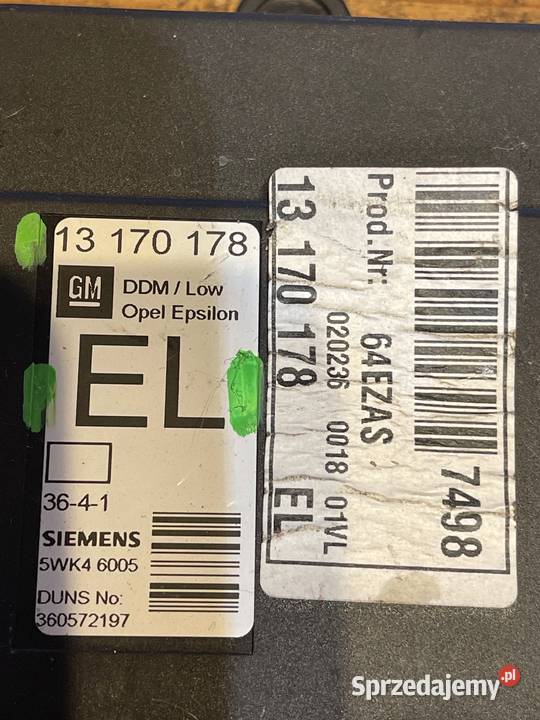 13 170 178
GM
DDM / Low
Opel Epsilon
EL
36-4-1
SIEMENS
5WK4 6005
DUNS No:
360572197
7498
Prod.Nr: 64EZAS
020236 0018 01VL
13 170 178 EL
Sprzedajemy.pl